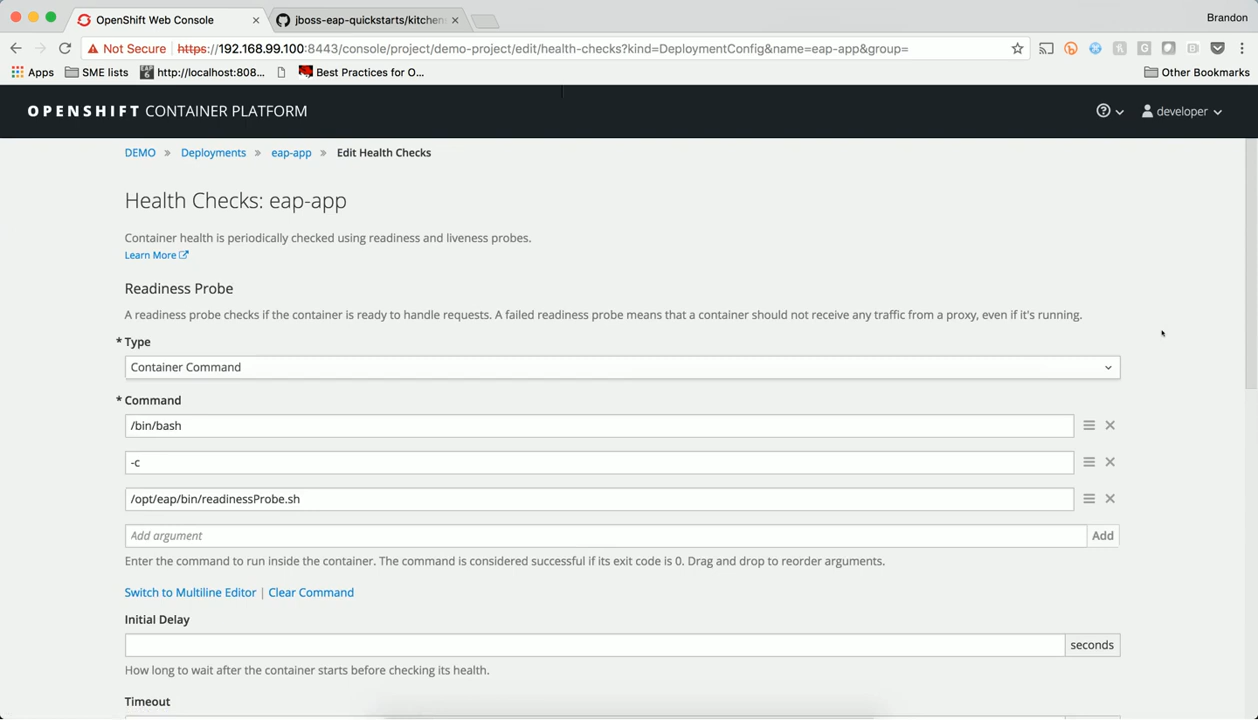 OpenShift Web Console
jboss-eap-quickstarts/kitchen
Brandon
Not Secure https://192.168.99.100:8443/console/project/demo-project/edit/health-checks?kind=DeploymentConfig&name=eap-app&group=
Apps SME lists http://localhost:808... Best Practices for O... Other Bookmarks
OPENSHIFT CONTAINER PLATFORM
developer
DEMO » Deployments » eap-app » Edit Health Checks
Health Checks: eap-app
Container health is periodically checked using readiness and liveness probes.
Learn More
Readiness Probe
A readiness probe checks if the container is ready to handle requests. A failed readiness probe means that a container should not receive any traffic from a proxy, even if it's running.
* Type
Container Command
* Command
/bin/bash
-c
/opt/eap/bin/readinessProbe.sh
Add argument
Add
Enter the command to run inside the container. The command is considered successful if its exit code is 0. Drag and drop to reorder arguments.
Switch to Multiline Editor | Clear Command
Initial Delay
seconds
How long to wait after the container starts before checking its health.
Timeout